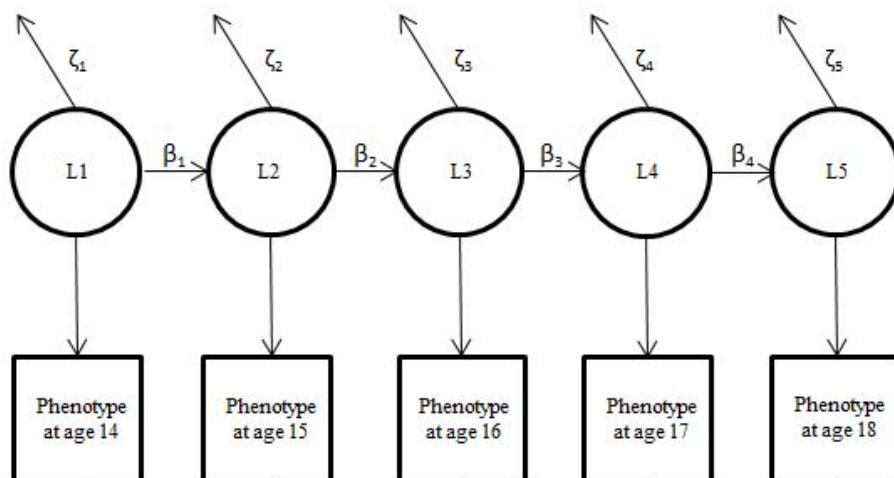 ζ₁ ζ₂ ζ₃ ζ₄ ζ₅
β₁ β₂ β₃ β₄
L1 L2 L3 L4 L5
Phenotype
at age 14
Phenotype
at age 15
Phenotype
at age 16
Phenotype
at age 17
Phenotype
at age 18